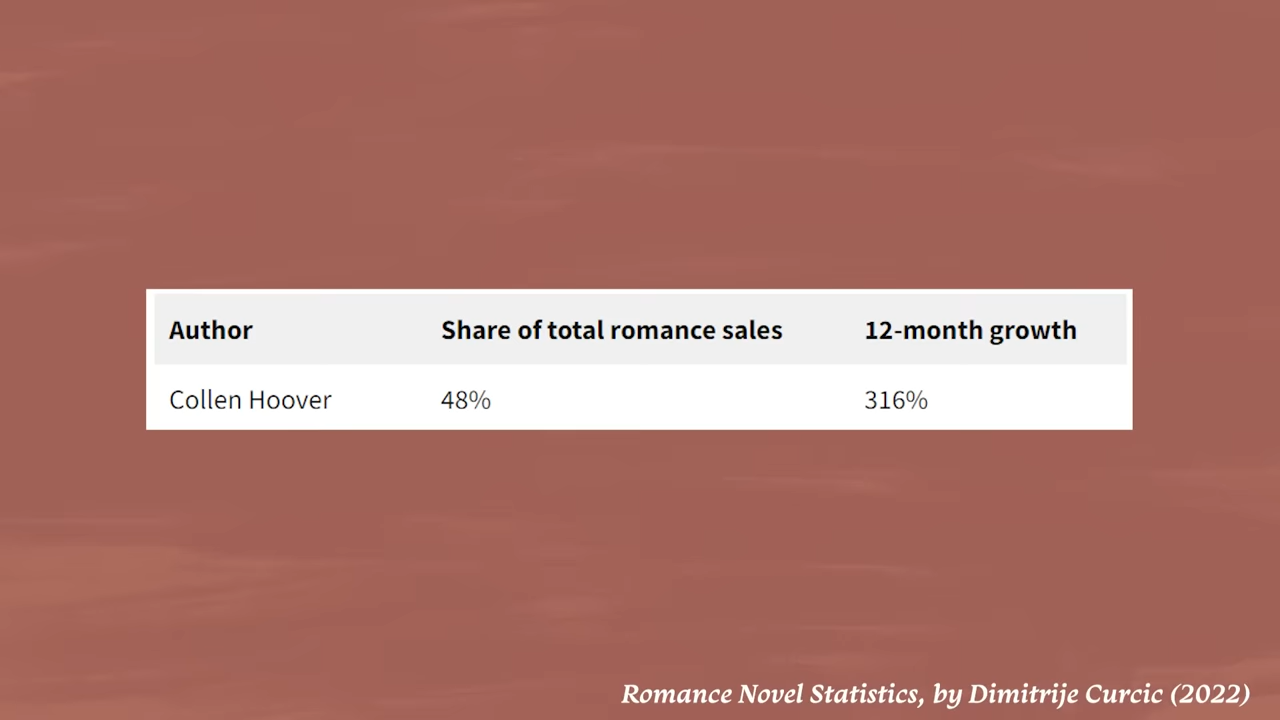 Author Share of total romance sales 12-month growth
Collen Hoover 48% 316%
Romance Novel Statistics, by Dimitrije Curcic (2022)